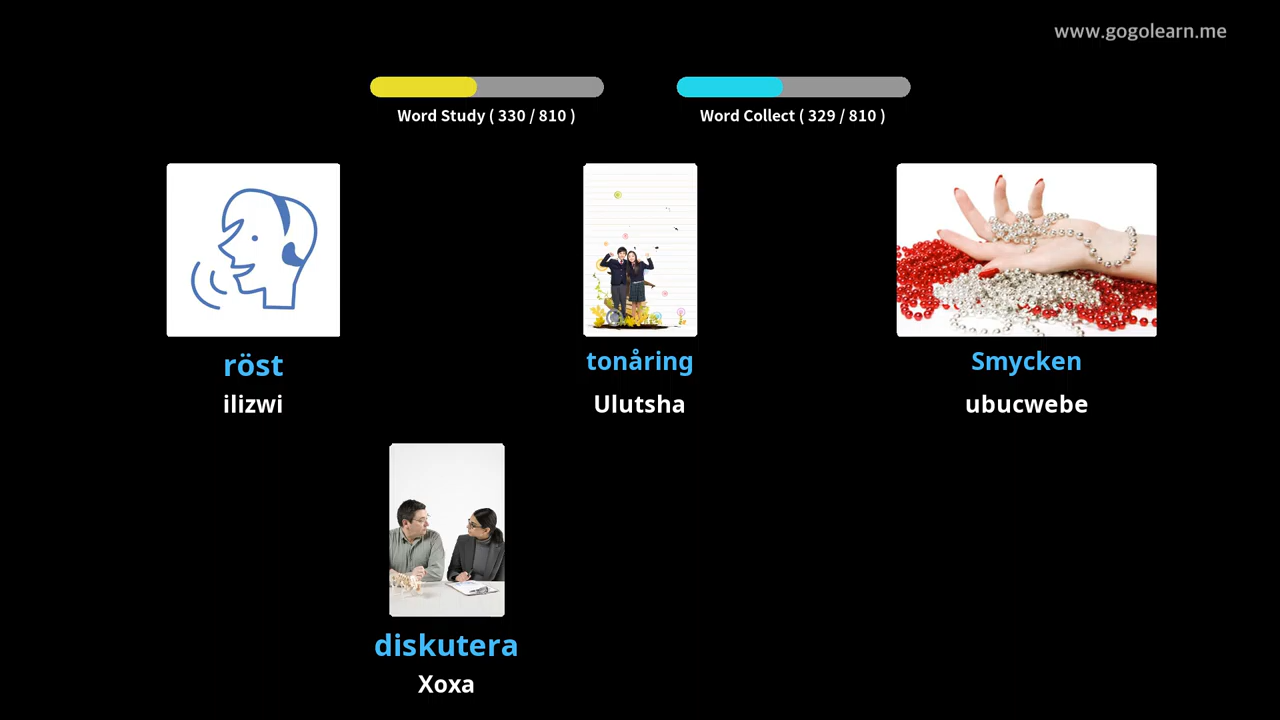 www.gogolearn.me
Word Study ( 330 / 810 )
Word Collect ( 329 / 810 )
röst
ilizwi
tonåring
Ulutsha
Smycken
ubucwebe
diskutera
Xoxa